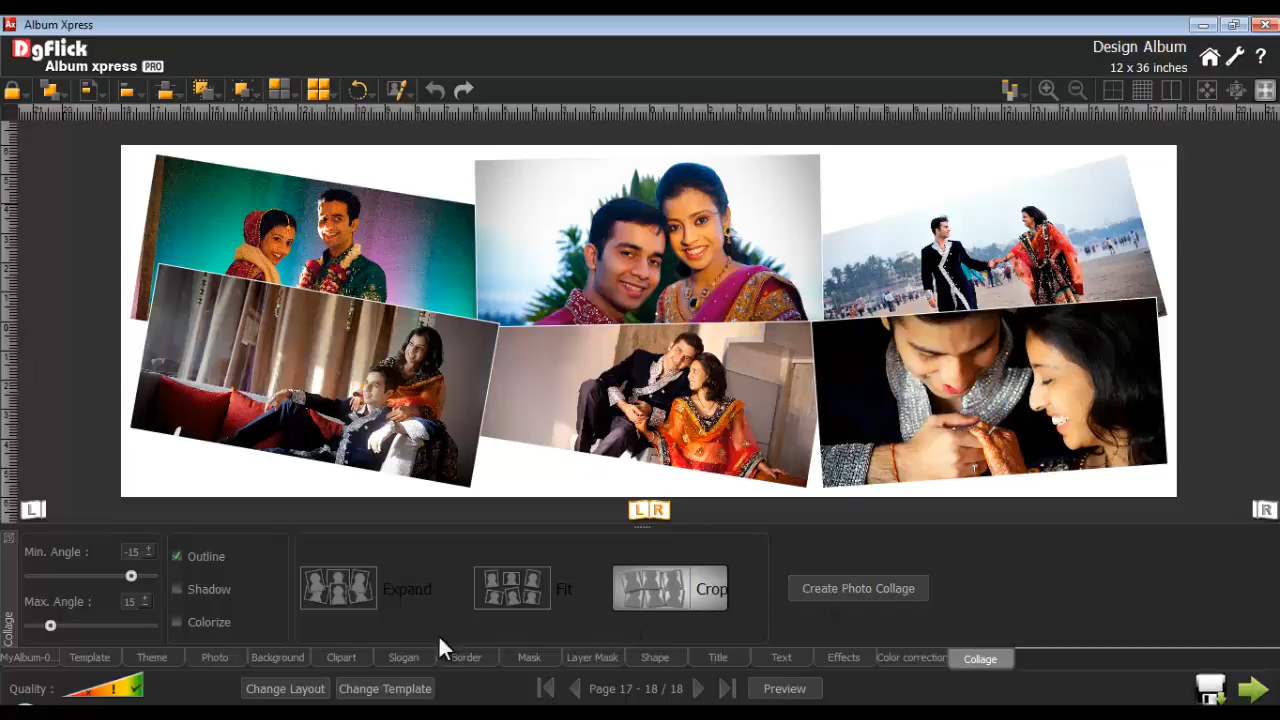 Album Xpress
DgFlick
Album xpress PRO
Design Album
12 x 36 inches
L
L R
R
Min. Angle : -15
Outline
Shadow
Colorize
Max. Angle : 15
Expand
Fit
Crop
Create Photo Collage
Collage
MyAlbum-0... Template Theme Photo Background Clipart Slogan Border Mask Layer Mask Shape Title Text Effects Color correction Collage
Quality :
Change Layout Change Template Page 17 - 18 / 18 Preview